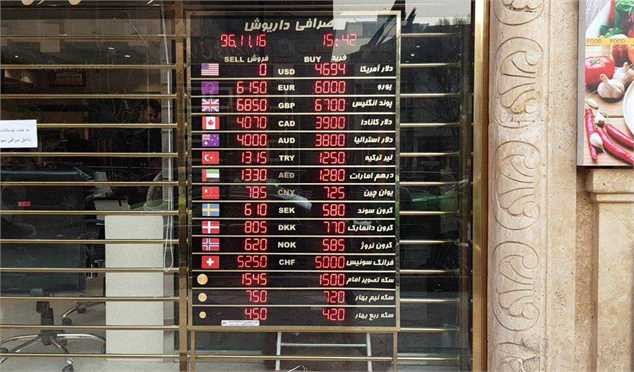 صرافی داریوش
96.11.16 15:42
SELL فروش BUY خرید
0 USD 4694 دلار آمریکا
6150 EUR 6000 یورو
6850 GBP 6700 پوند انگلیس
4070 CAD 3900 دلار کانادا
4000 AUD 3800 دلار استرالیا
1315 TRY 1250 لیر ترکیه
1330 AED 1280 درهم امارات
785 CNY 725 یوان چین
610 SEK 580 کرون سوئد
805 DKK 770 کرون دانمارک
620 NOK 585 کرون نروژ
5250 CHF 5000 فرانک سوئیس
1545 1500 سکه تصویر امام
750 720 سکه نیم بهار
450 420 سکه ربع بهار
FOOD